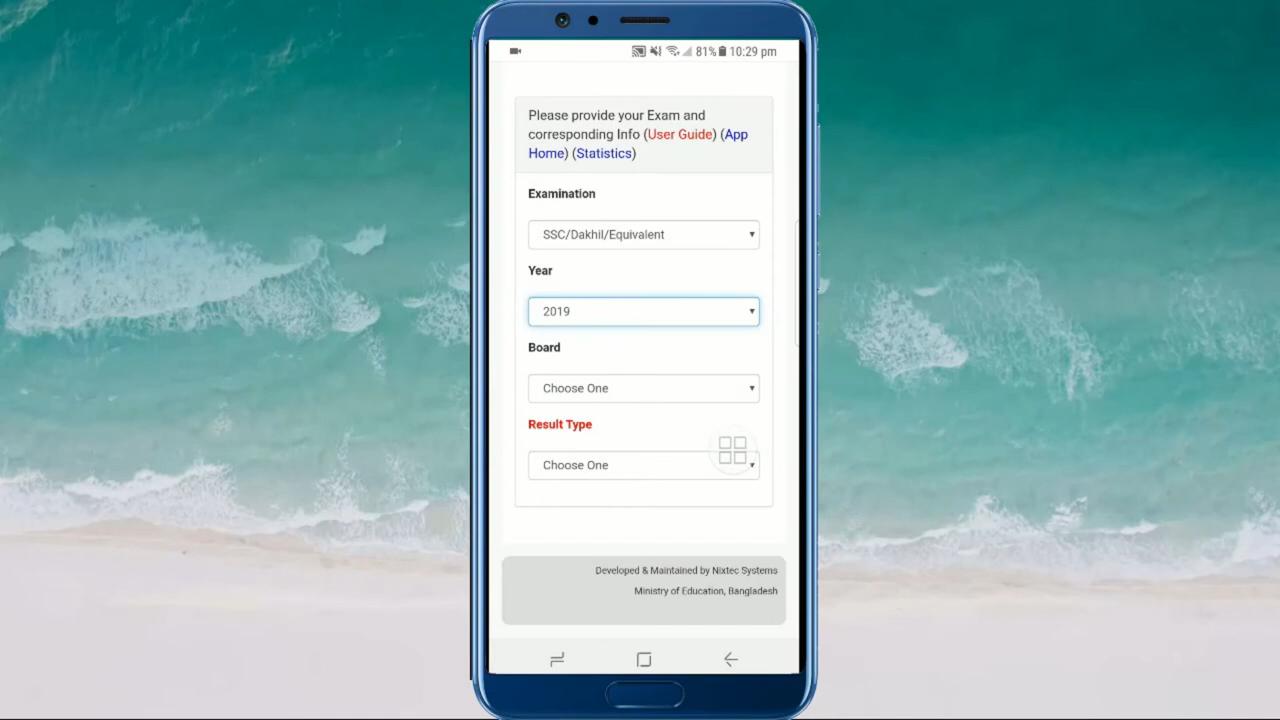 81% 10:29 pm
Please provide your Exam and
corresponding Info (User Guide) (App
Home) (Statistics)
Examination
SSC/Dakhil/Equivalent
Year
2019
Board
Choose One
Result Type
Choose One
Developed & Maintained by Nixtec Systems
Ministry of Education, Bangladesh